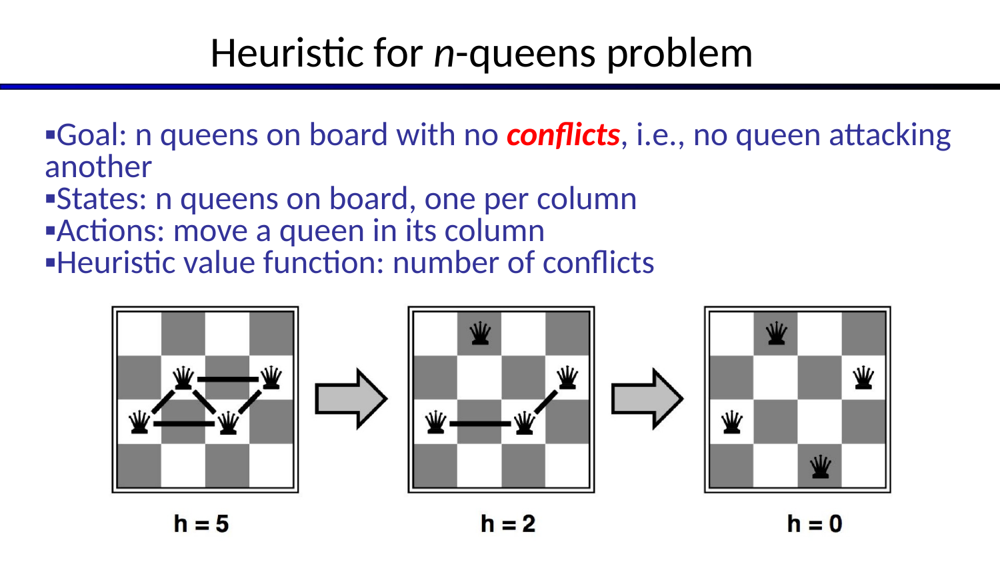 Heuristic for n-queens problem
▪Goal: n queens on board with no conflicts, i.e., no queen attacking
another
▪States: n queens on board, one per column
▪Actions: move a queen in its column
▪Heuristic value function: number of conflicts
h = 5
h = 2
h = 0